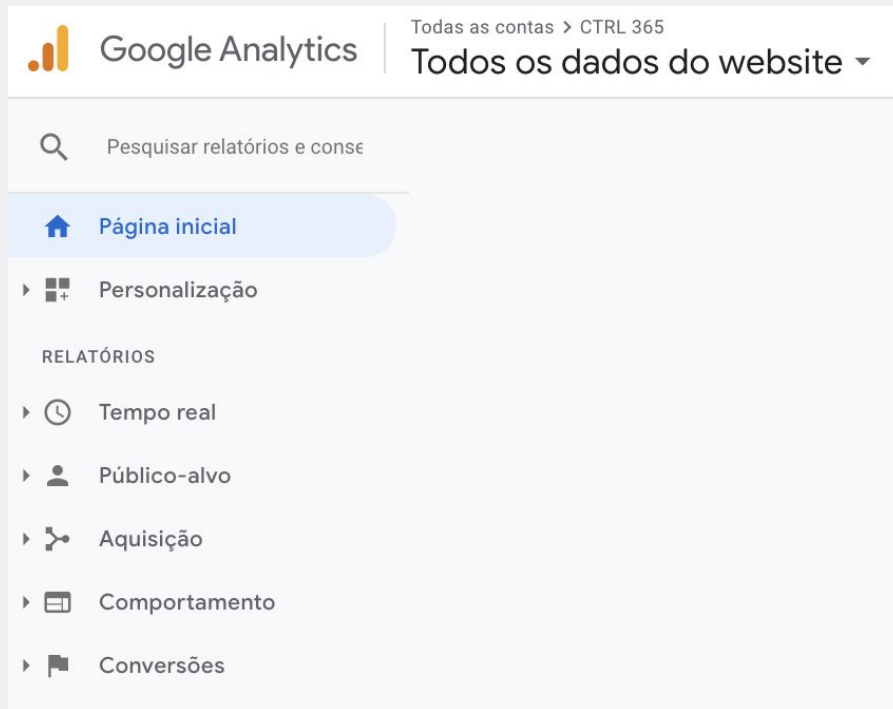 Google Analytics
Todas as contas > CTRL 365
Todos os dados do website
Pesquisar relatórios e conse
Página inicial
Personalização
RELATÓRIOS
Tempo real
Público-alvo
Aquisição
Comportamento
Conversões